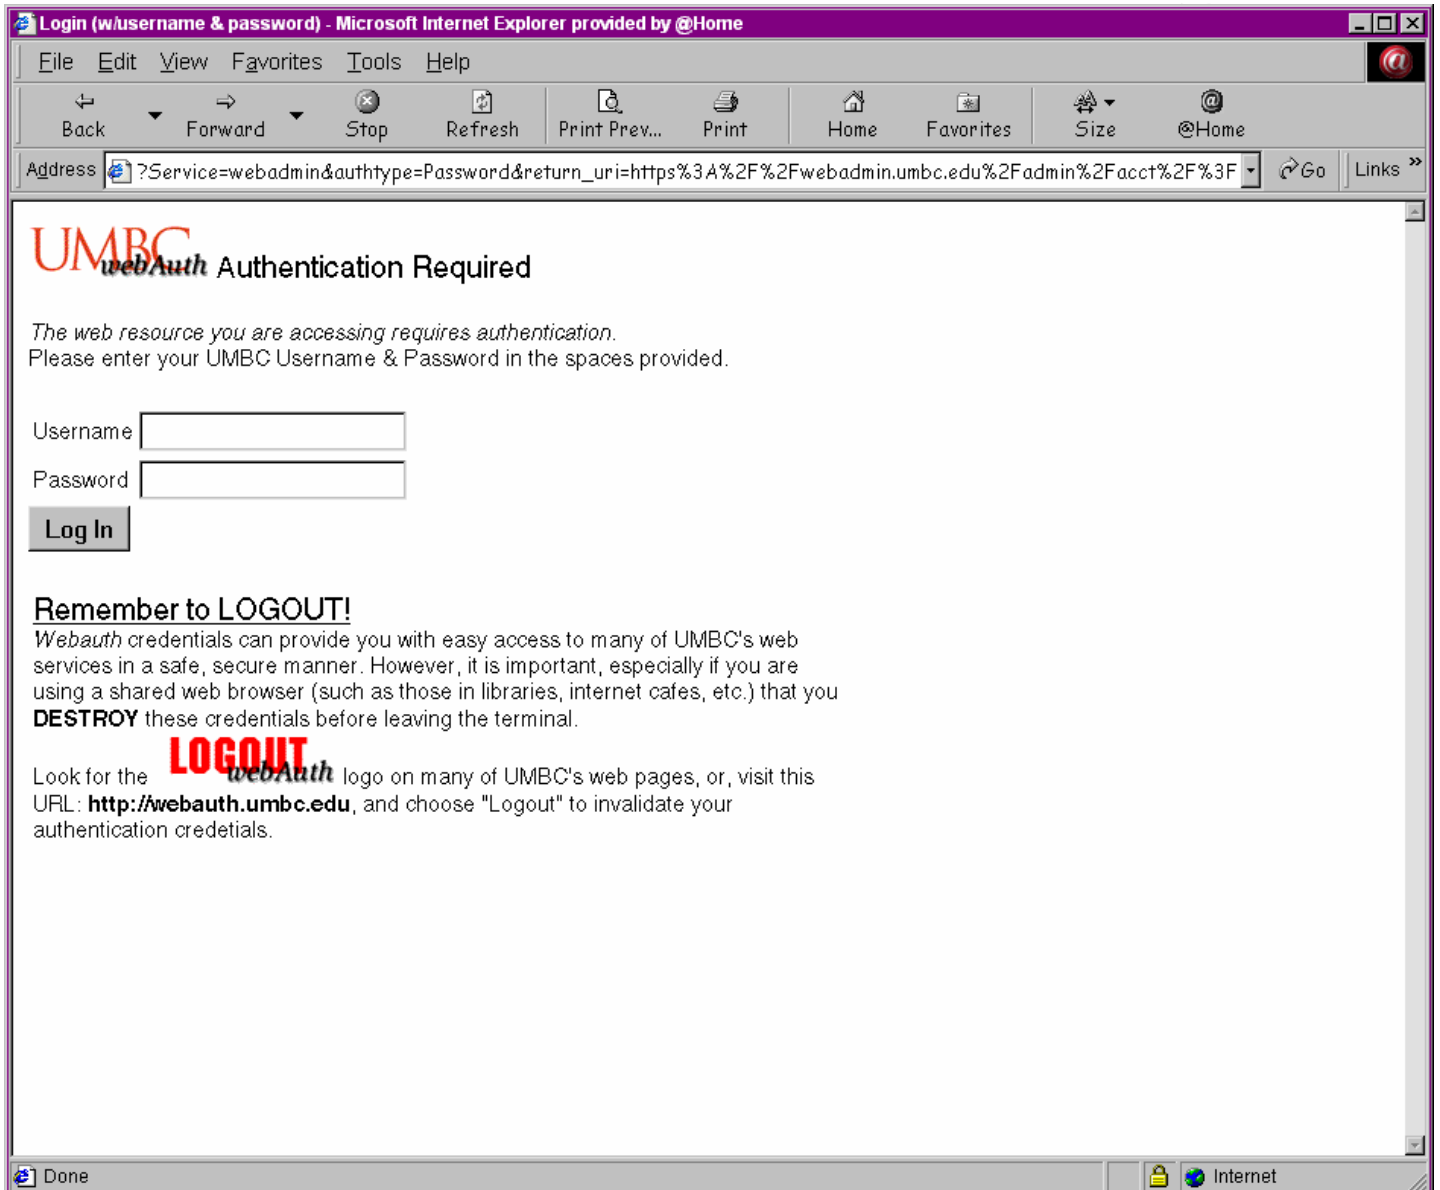 Login (w/username & password) - Microsoft Internet Explorer provided by @Home
File Edit View Favorites Tools Help
Back Forward Stop Refresh Print Prev... Print Home Favorites Size @Home
Address ?Service=webadmin&authtype=Password&return_uri=https%3A%2F%2Fwebadmin.umbc.edu%2Fadmin%2Facct%2F%3F Go Links »
UMBC webAuth Authentication Required
The web resource you are accessing requires authentication.
Please enter your UMBC Username & Password in the spaces provided.
Username
Password
Log In
Remember to LOGOUT!
Webauth credentials can provide you with easy access to many of UMBC's web
services in a safe, secure manner. However, it is important, especially if you are
using a shared web browser (such as those in libraries, internet cafes, etc.) that you
DESTROY these credentials before leaving the terminal.
Look for the LOGOUT webAuth logo on many of UMBC's web pages, or, visit this
URL: http://webauth.umbc.edu, and choose "Logout" to invalidate your
authentication credetials.
Done Internet